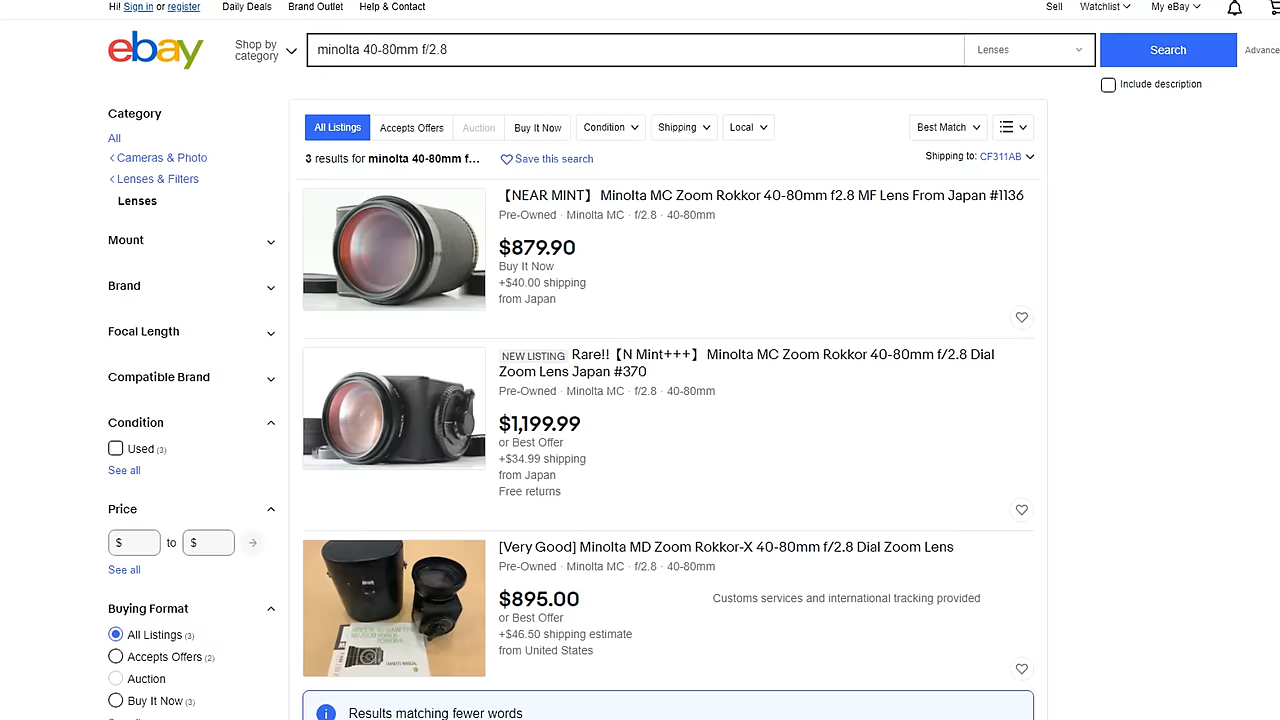 Hi! Sign in or register Daily Deals Brand Outlet Help & Contact Sell Watchlist My eBay
ebay Shop by category minolta 40-80mm f/2.8 Lenses Search Advance
Include description
Category
All
Cameras & Photo
Lenses & Filters
Lenses
Mount
Brand
Focal Length
Compatible Brand
Condition
Used (3)
See all
Price
$ to $
See all
Buying Format
All Listings (3)
Accepts Offers (2)
Auction
Buy It Now (3)
All Listings Accepts Offers Auction Buy It Now Condition Shipping Local Best Match
3 results for minolta 40-80mm f... Save this search Shipping to: CF311AB
【NEAR MINT】 Minolta MC Zoom Rokkor 40-80mm f2.8 MF Lens From Japan #1136
Pre-Owned · Minolta MC · f/2.8 · 40-80mm
$879.90
Buy It Now
+$40.00 shipping
from Japan
NEW LISTING Rare!!【N Mint+++】 Minolta MC Zoom Rokkor 40-80mm f/2.8 Dial
Zoom Lens Japan #370
Pre-Owned · Minolta MC · f/2.8 · 40-80mm
$1,199.99
or Best Offer
+$34.99 shipping
from Japan
Free returns
[Very Good] Minolta MD Zoom Rokkor-X 40-80mm f/2.8 Dial Zoom Lens
Pre-Owned · Minolta MC · f/2.8 · 40-80mm
$895.00 Customs services and international tracking provided
or Best Offer
+$46.50 shipping estimate
from United States
Results matching fewer words